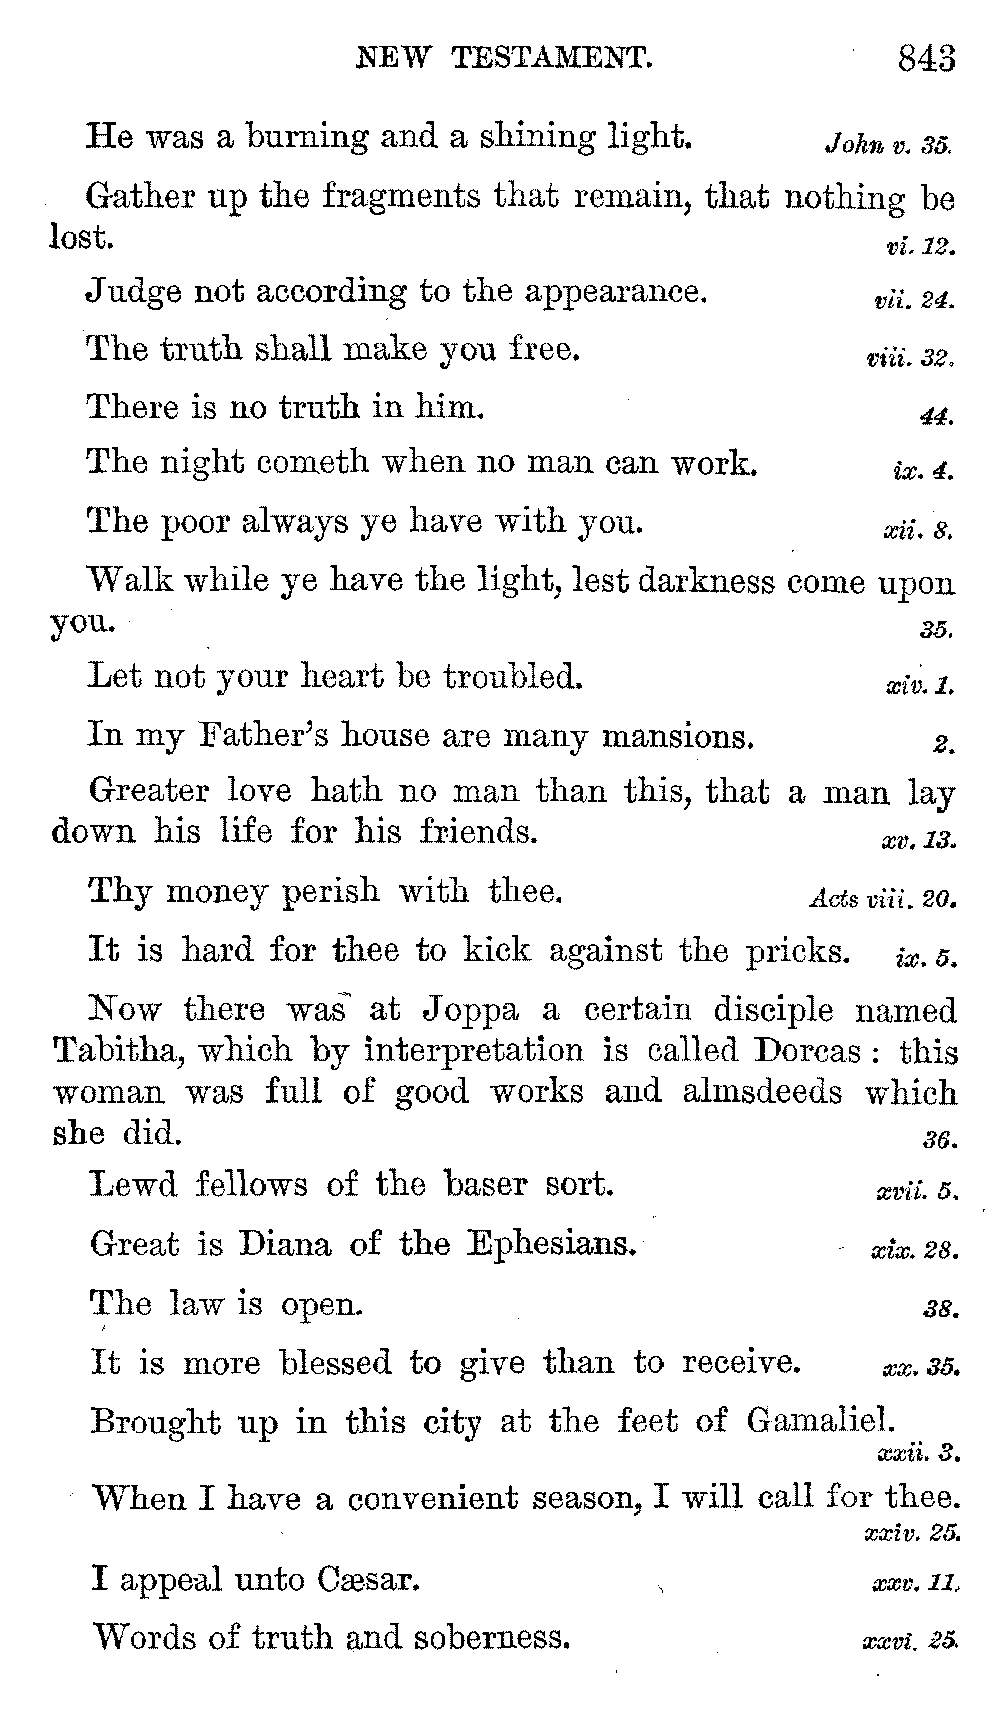 NEW TESTAMENT. 843
He was a burning and a shining light. John v. 35.
Gather up the fragments that remain, that nothing be
lost. vi. 12.
Judge not according to the appearance. vii. 24.
The truth shall make you free. viii. 32.
There is no truth in him. 44.
The night cometh when no man can work. ix. 4.
The poor always ye have with you. xii. 8.
Walk while ye have the light, lest darkness come upon
you. 35.
Let not your heart be troubled. xiv. 1.
In my Father's house are many mansions. 2.
Greater love hath no man than this, that a man lay
down his life for his friends. xv. 13.
Thy money perish with thee. Acts viii. 20.
It is hard for thee to kick against the pricks. ix. 5.
Now there was at Joppa a certain disciple named
Tabitha, which by interpretation is called Dorcas : this
woman was full of good works and almsdeeds which
she did. 36.
Lewd fellows of the baser sort. xvii. 5.
Great is Diana of the Ephesians. xix. 28.
The law is open. 38.
It is more blessed to give than to receive. xx. 35.
Brought up in this city at the feet of Gamaliel.
xxii. 3.
When I have a convenient season, I will call for thee.
xxiv. 25.
I appeal unto Cæsar. xxv. 11.
Words of truth and soberness. xxvi. 25.